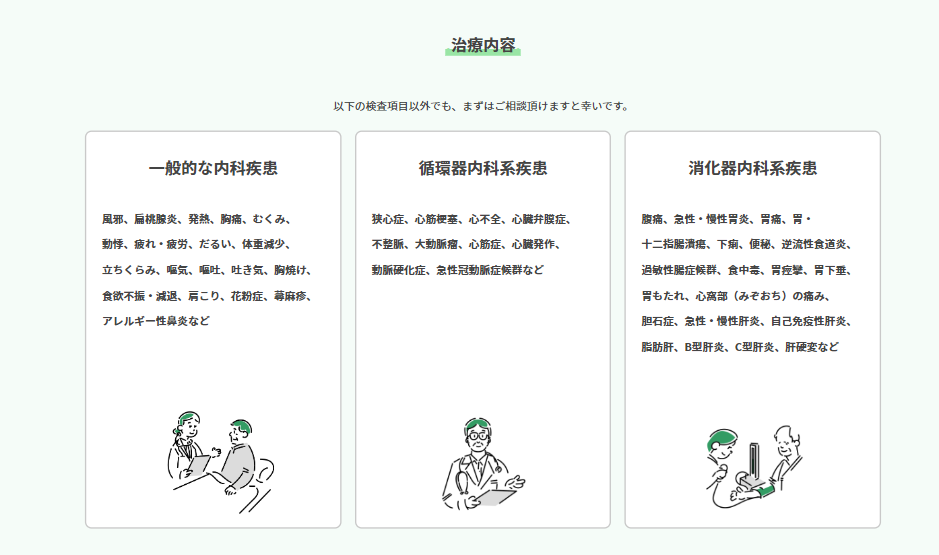 治療内容
以下の検査項目以外でも、まずはご相談頂けますと幸いです。
一般的な内科疾患
風邪、扁桃腺炎、発熱、胸痛、むくみ、
動悸、疲れ・疲労、だるい、体重減少、
立ちくらみ、嘔気、嘔吐、吐き気、胸焼け、
食欲不振・減退、肩こり、花粉症、蕁麻疹、
アレルギー性鼻炎など
循環器内科系疾患
狭心症、心筋梗塞、心不全、心臓弁膜症、
不整脈、大動脈瘤、心筋症、心臓発作、
動脈硬化症、急性冠動脈症候群など
消化器内科系疾患
腹痛、急性・慢性胃炎、胃痛、胃・
十二指腸潰瘍、下痢、便秘、逆流性食道炎、
過敏性腸症候群、食中毒、胃痙攣、胃下垂、
胃もたれ、心窩部（みぞおち）の痛み、
胆石症、急性・慢性肝炎、自己免疫性肝炎、
脂肪肝、B型肝炎、C型肝炎、肝硬変など